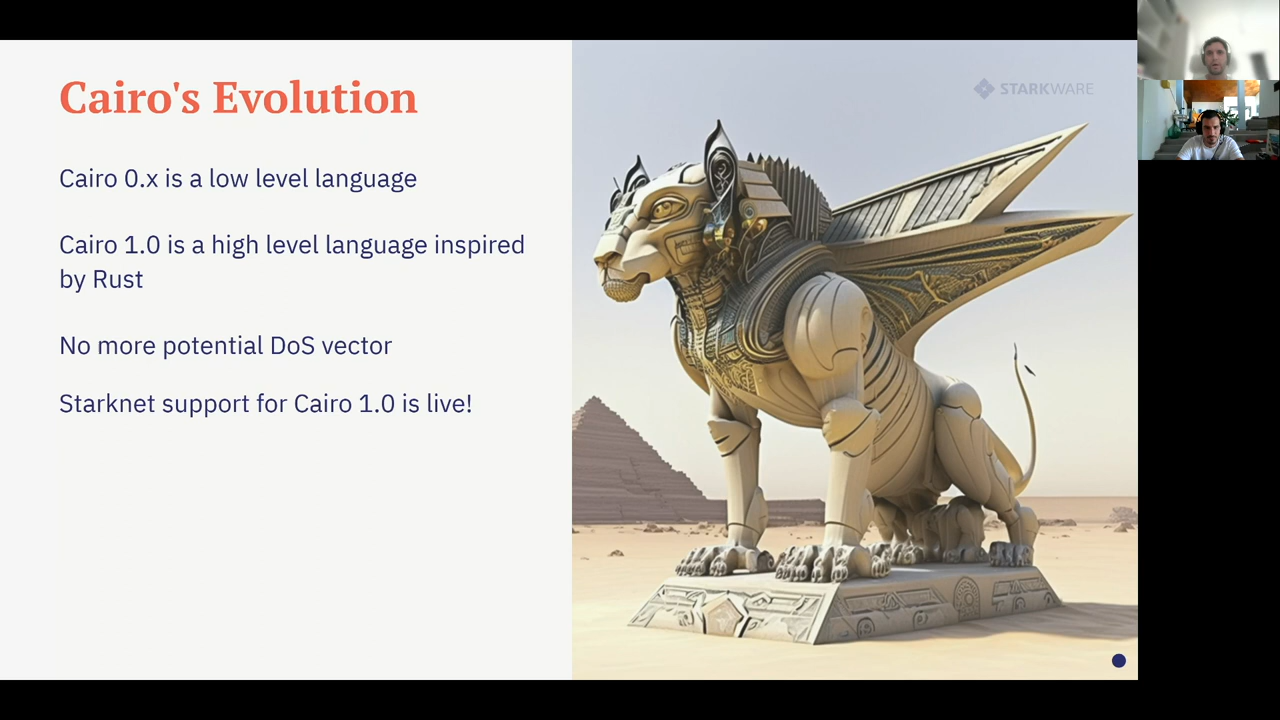 Cairo's Evolution
STARKWARE
Cairo 0.x is a low level language
Cairo 1.0 is a high level language inspired
by Rust
No more potential DoS vector
Starknet support for Cairo 1.0 is live!